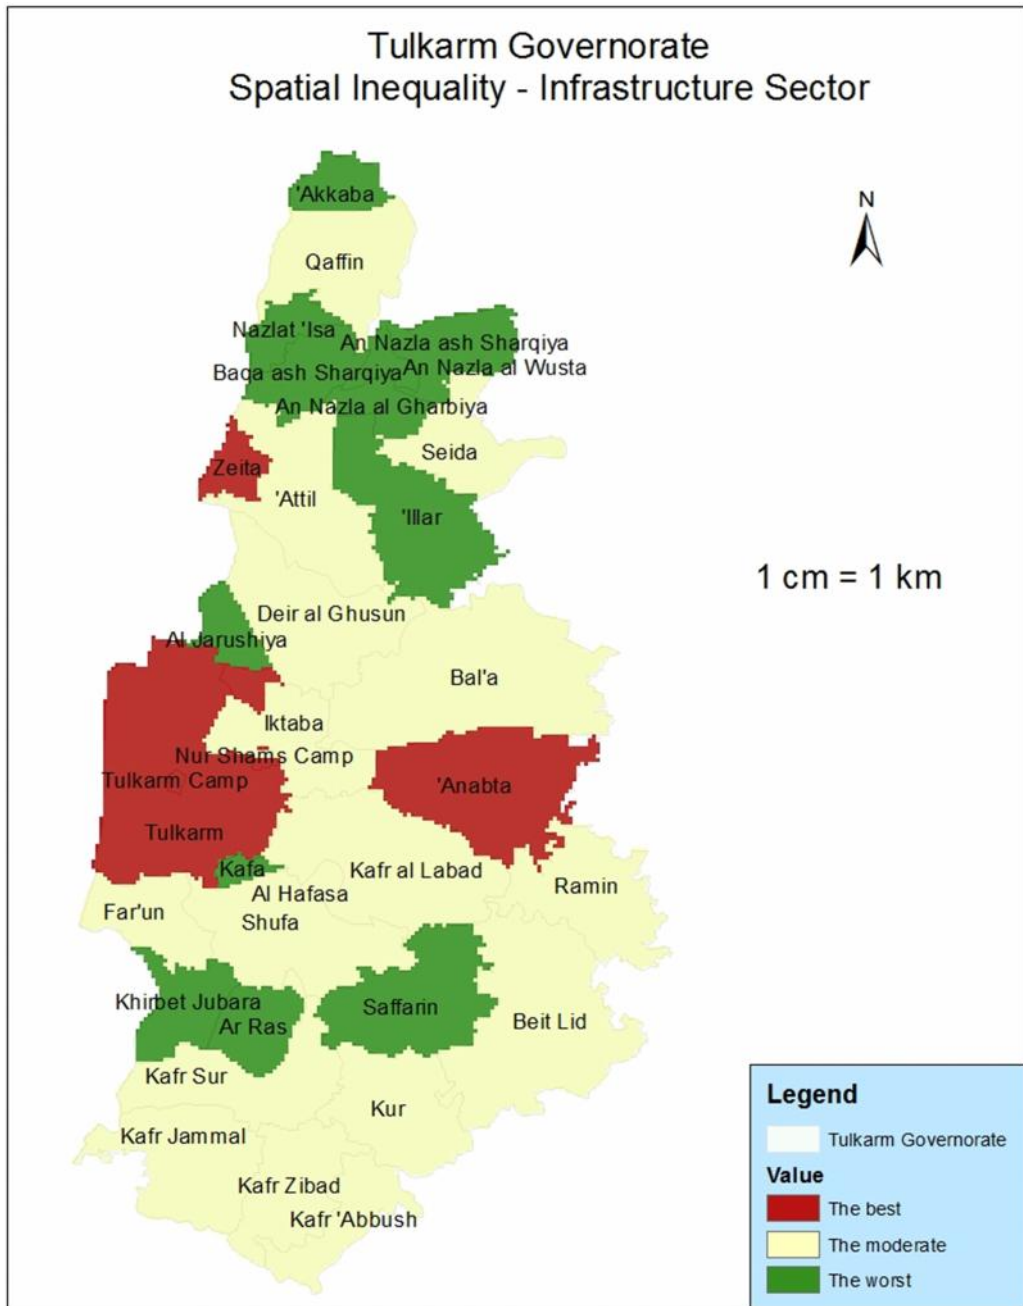 Tulkarm Governorate
Spatial Inequality - Infrastructure Sector
N
'Akkaba
Qaffin
Nazlat 'Isa
An Nazla ash Sharqiya
Baqa ash Sharqiya
An Nazla al Wusta
An Nazla al Gharbiya
Seida
Zeita
'Attil
'Illar
1 cm = 1 km
Deir al Ghusun
Al Jarushiya
Bal'a
Iktaba
Nur Shams Camp
Tulkarm Camp
'Anabta
Tulkarm
Kafa
Kafr al Labad
Al Hafasa
Ramin
Far'un
Shufa
Khirbet Jubara
Saffarin
Ar Ras
Beit Lid
Kafr Sur
Kur
Kafr Jammal
Kafr Zibad
Kafr 'Abbush
Legend
Tulkarm Governorate
Value
The best
The moderate
The worst